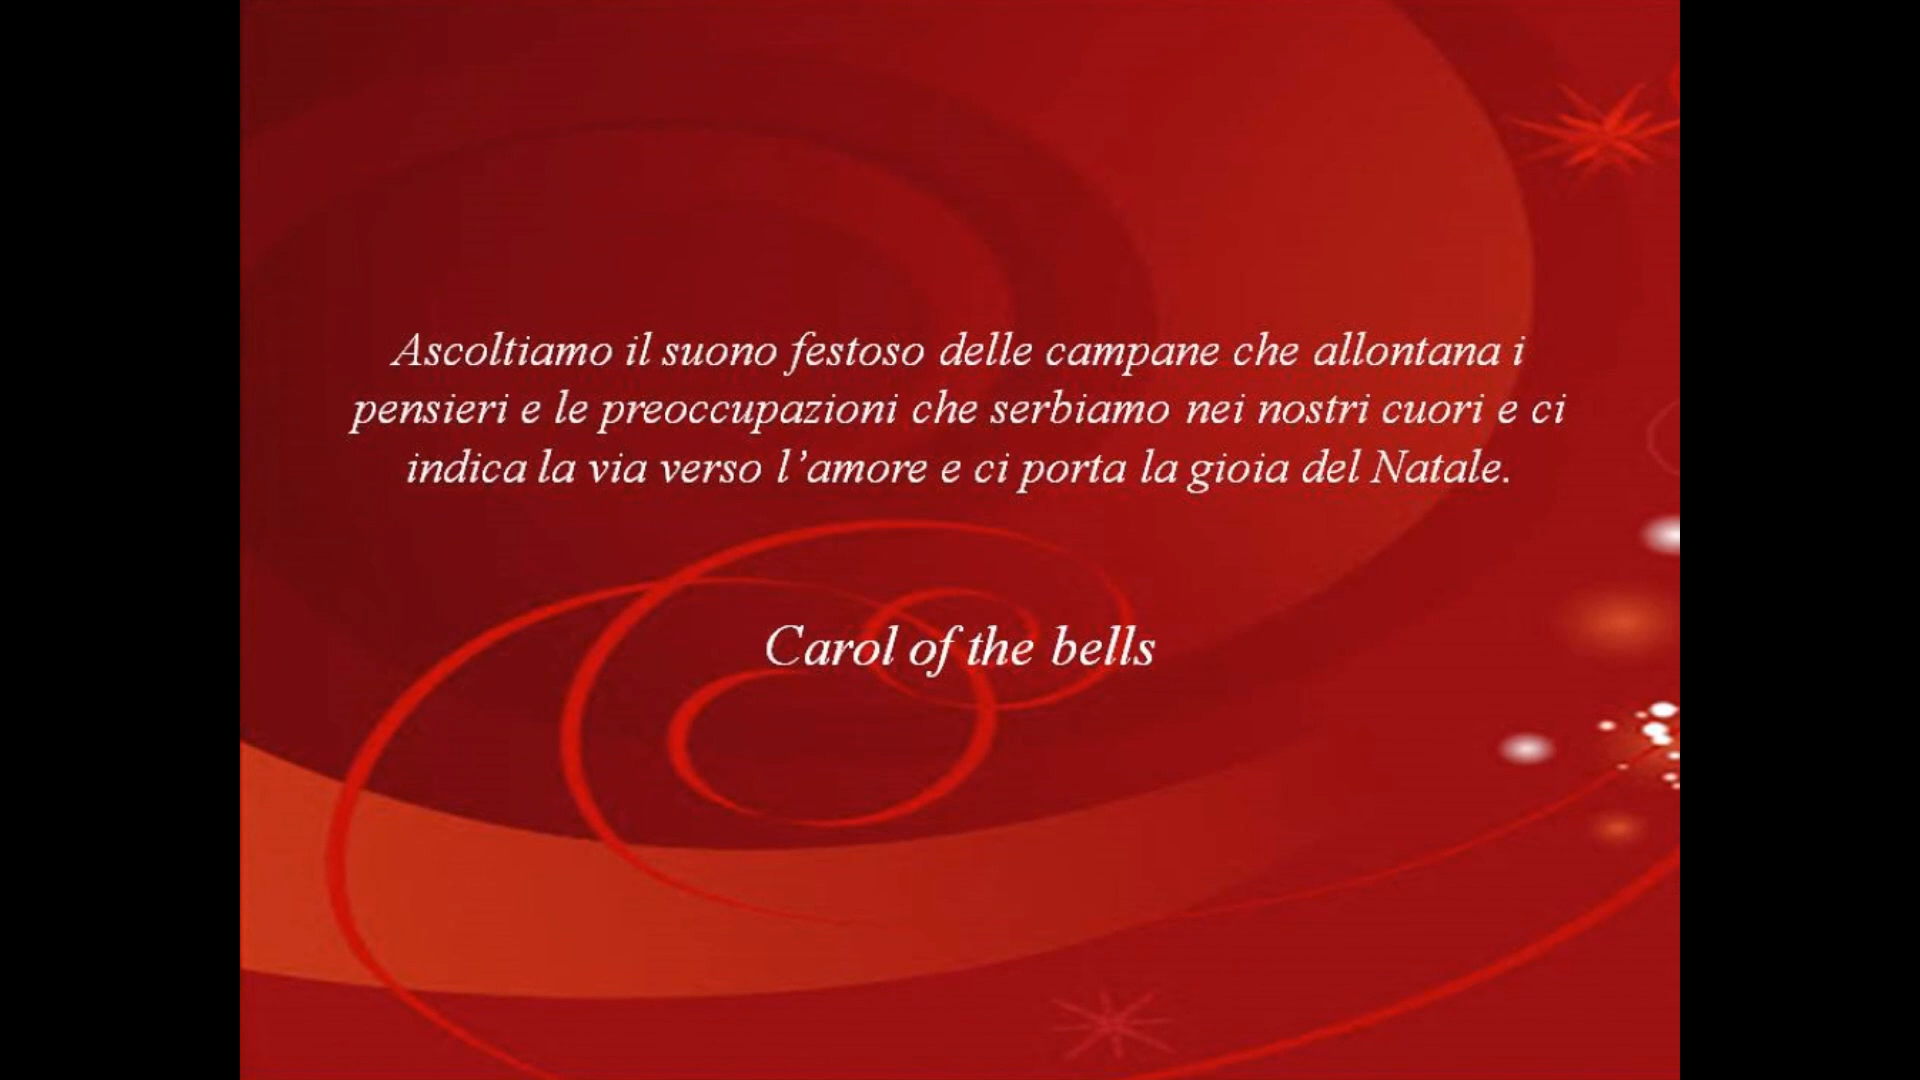 Ascoltiamo il suono festoso delle campane che allontana i
pensieri e le preoccupazioni che serbiamo nei nostri cuori e ci
indica la via verso l’amore e ci porta la gioia del Natale.
Carol of the bells